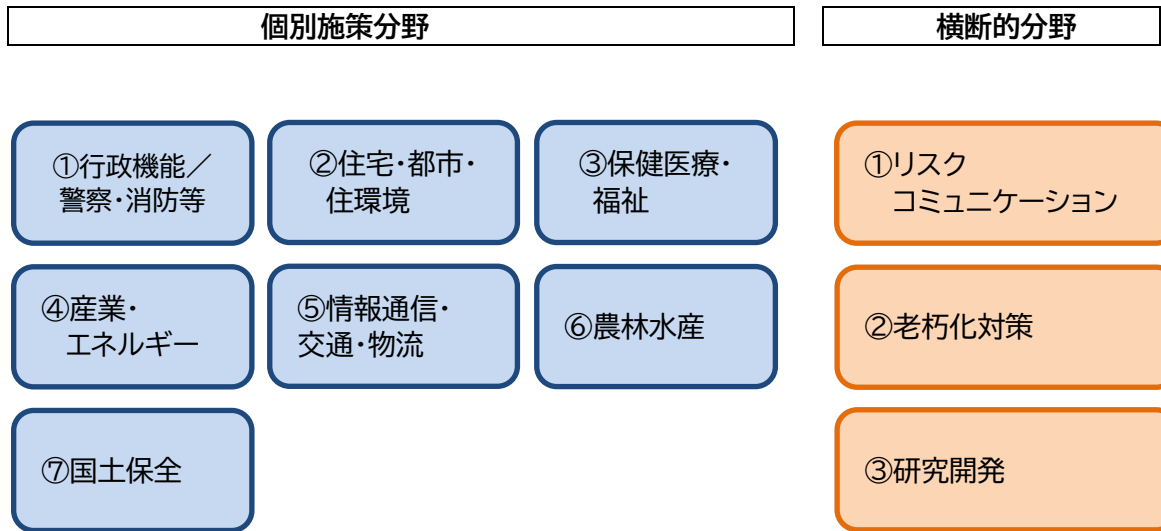 個別施策分野
横断的分野
①行政機能／
警察・消防等
②住宅・都市・
住環境
③保健医療・
福祉
①リスク
コミュニケーション
④産業・
エネルギー
⑤情報通信・
交通・物流
⑥農林水産
②老朽化対策
⑦国土保全
③研究開発